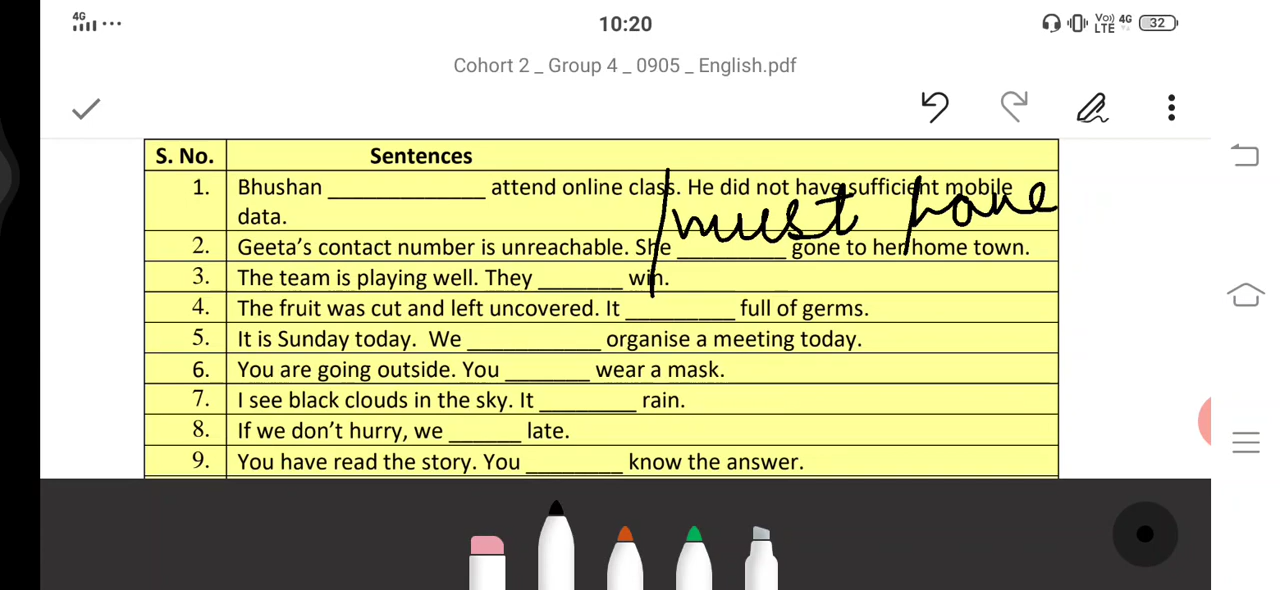 4G ... 10:20 Vo) LTE 4G 32
Cohort 2 _ Group 4 _ 0905 _ English.pdf
S. No. Sentences
1. Bhushan _____________ attend online class. He did not have sufficient mobile
data.
must have
2. Geeta's contact number is unreachable. She _________ gone to her home town.
3. The team is playing well. They _______ win.
4. The fruit was cut and left uncovered. It _________ full of germs.
5. It is Sunday today. We ___________ organise a meeting today.
6. You are going outside. You _______ wear a mask.
7. I see black clouds in the sky. It ________ rain.
8. If we don't hurry, we ______ late.
9. You have read the story. You ________ know the answer.